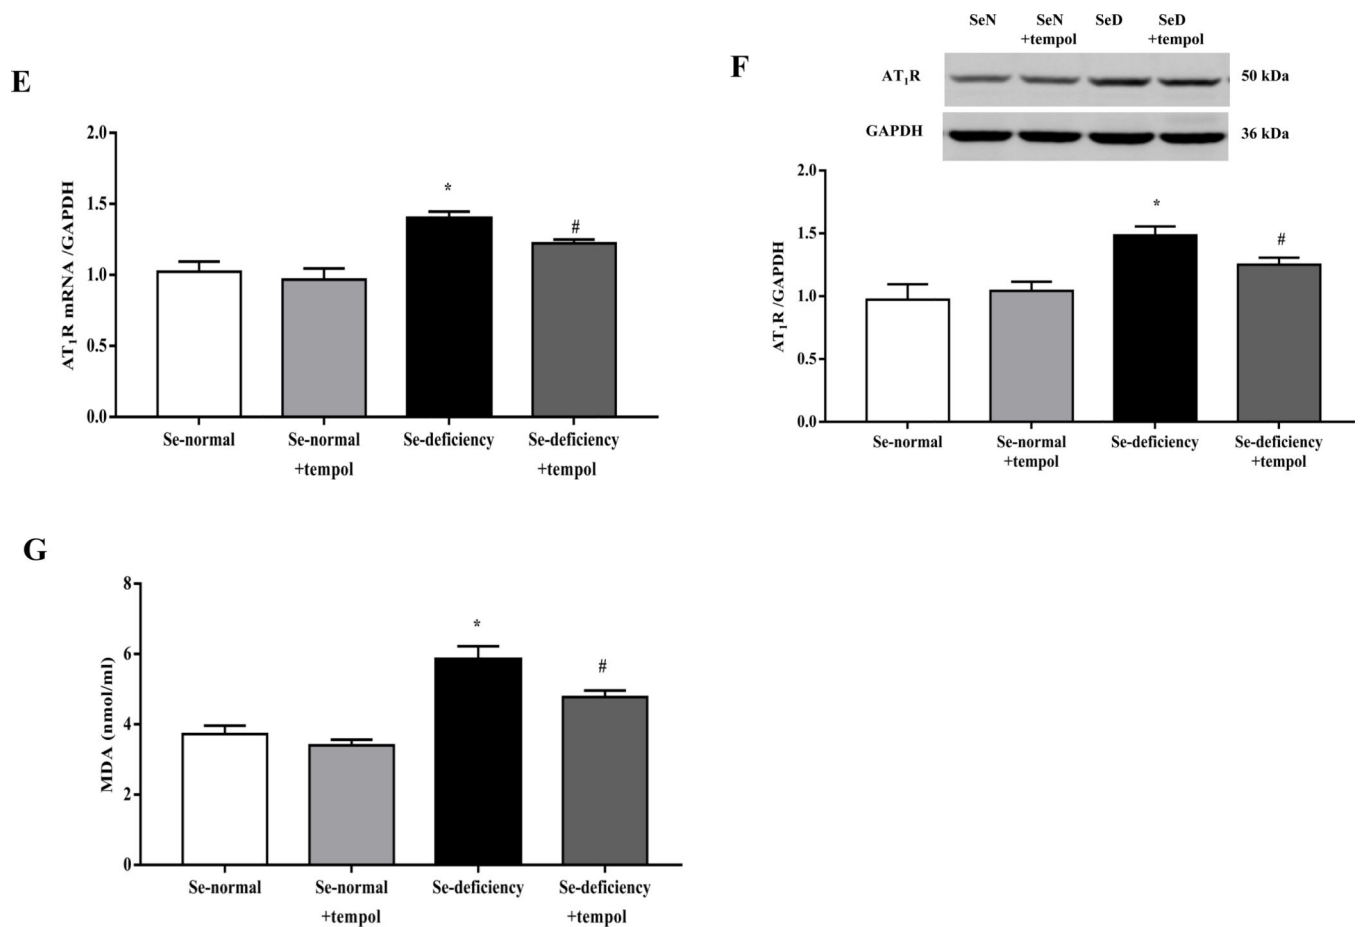 E
AT₁R mRNA /GAPDH
2.0
1.5
1.0
0.5
0.0
*
#
Se-normal
Se-normal
+tempol
Se-deficiency
Se-deficiency
+tempol
F
SeN
SeN
+tempol
SeD
SeD
+tempol
AT₁R
50 kDa
GAPDH
36 kDa
AT₁R /GAPDH
2.0
1.5
1.0
0.5
0.0
*
#
Se-normal
Se-normal
+tempol
Se-deficiency
Se-deficiency
+tempol
G
MDA (nmol/ml)
8
6
4
2
0
*
#
Se-normal
Se-normal
+tempol
Se-deficiency
Se-deficiency
+tempol